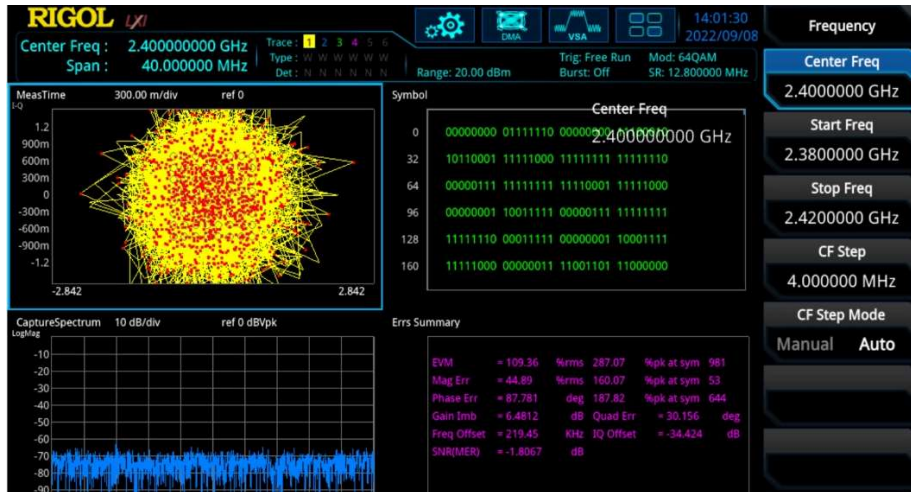 RIGOL LXI
DMA VSA
14:01:30
2022/09/08
Center Freq : 2.400000000 GHz
Span : 40.000000 MHz
Trace : 1 2 3 4 5 6
Type : W W W W W W
Det : N N N N N N
Range: 20.00 dBm
Trig: Free Run Mod: 64QAM
Burst: Off SR: 12.800000 MHz
MeasTime 300.00 m/div ref 0
I-Q
1.2
900m
600m
300m
0
-300m
-600m
-900m
-1.2
-2.842 2.842
Symbol
Center Freq
2.400000000 GHz
0 00000000 01111110
32 10110001 11111000 11111111 11111110
64 00000111 11111111 11110001 11111000
96 00000001 10011111 00000111 11111111
128 11111110 00011111 00000001 10001111
160 11111000 00000011 11001101 11000000
CaptureSpectrum 10 dB/div ref 0 dBVpk
LogMag
-10
-20
-30
-40
-50
-60
-70
-80
-90
Errs Summary
EVM = 109.36 %rms 287.07 %pk at sym 981
Mag Err = 44.89 %rms 160.07 %pk at sym 53
Phase Err = 87.781 deg 187.82 %pk at sym 644
Gain Imb = 6.4812 dB Quad Err = 30.156 deg
Freq Offset = 219.45 KHz IQ Offset = -34.424 dB
SNR(MER) = -1.8067 dB
Frequency
Center Freq
2.4000000 GHz
Start Freq
2.3800000 GHz
Stop Freq
2.4200000 GHz
CF Step
4.000000 MHz
CF Step Mode
Manual Auto